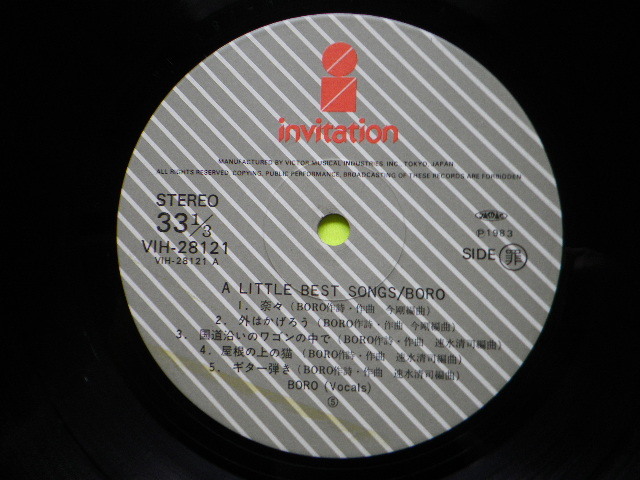 invitation
MANUFACTURED BY VICTOR MUSICAL INDUSTRIES, INC., TOKYO, JAPAN
ALL RIGHTS RESERVED. COPYING, PUBLIC PERFORMANCE, BROADCASTING OF THESE RECORDS ARE FORBIDDEN
STEREO
33 1/3
VIH-28121
VIH-28121 A
Ⓟ1983
SIDE 罪
A LITTLE BEST SONGS/BORO
1. 奈々 (BORO作詩・作曲 今剛編曲)
2. 外はかげろう (BORO作詩・作曲 今剛編曲)
3. 国道沿いのワゴンの中で (BORO作詩・作曲 速水清司編曲)
4. 屋根の上の猫 (BORO作詩・作曲 速水清司編曲)
5. ギター弾き (BORO作詩・作曲 速水清司編曲)
BORO (Vocals)
⑤